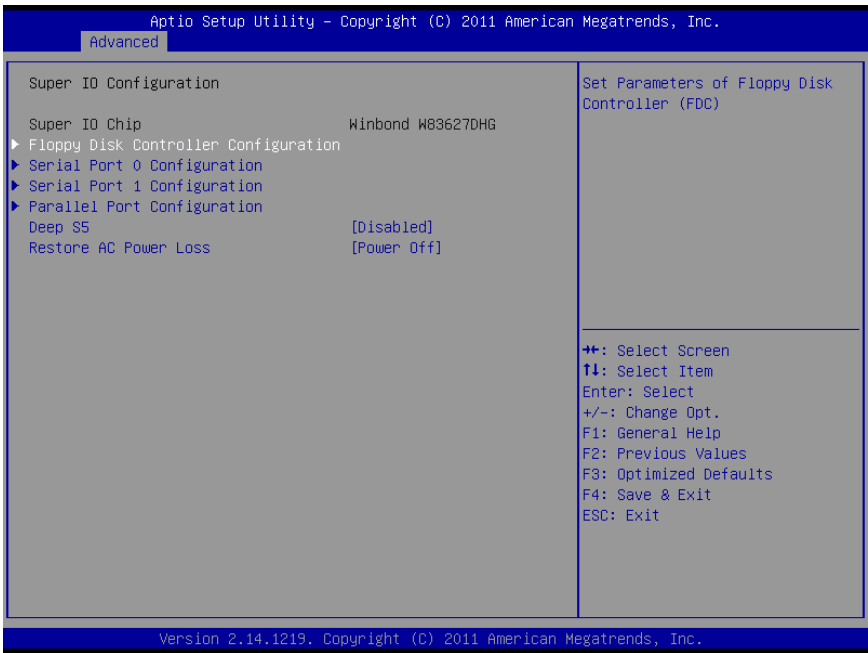 Aptio Setup Utility – Copyright (C) 2011 American Megatrends, Inc.
Advanced
Super IO Configuration
Super IO Chip Winbond W83627DHG
▶ Floppy Disk Controller Configuration
▶ Serial Port 0 Configuration
▶ Serial Port 1 Configuration
▶ Parallel Port Configuration
Deep S5 [Disabled]
Restore AC Power Loss [Power Off]
Set Parameters of Floppy Disk
Controller (FDC)
→←: Select Screen
↑↓: Select Item
Enter: Select
+/-: Change Opt.
F1: General Help
F2: Previous Values
F3: Optimized Defaults
F4: Save & Exit
ESC: Exit
Version 2.14.1219. Copyright (C) 2011 American Megatrends, Inc.